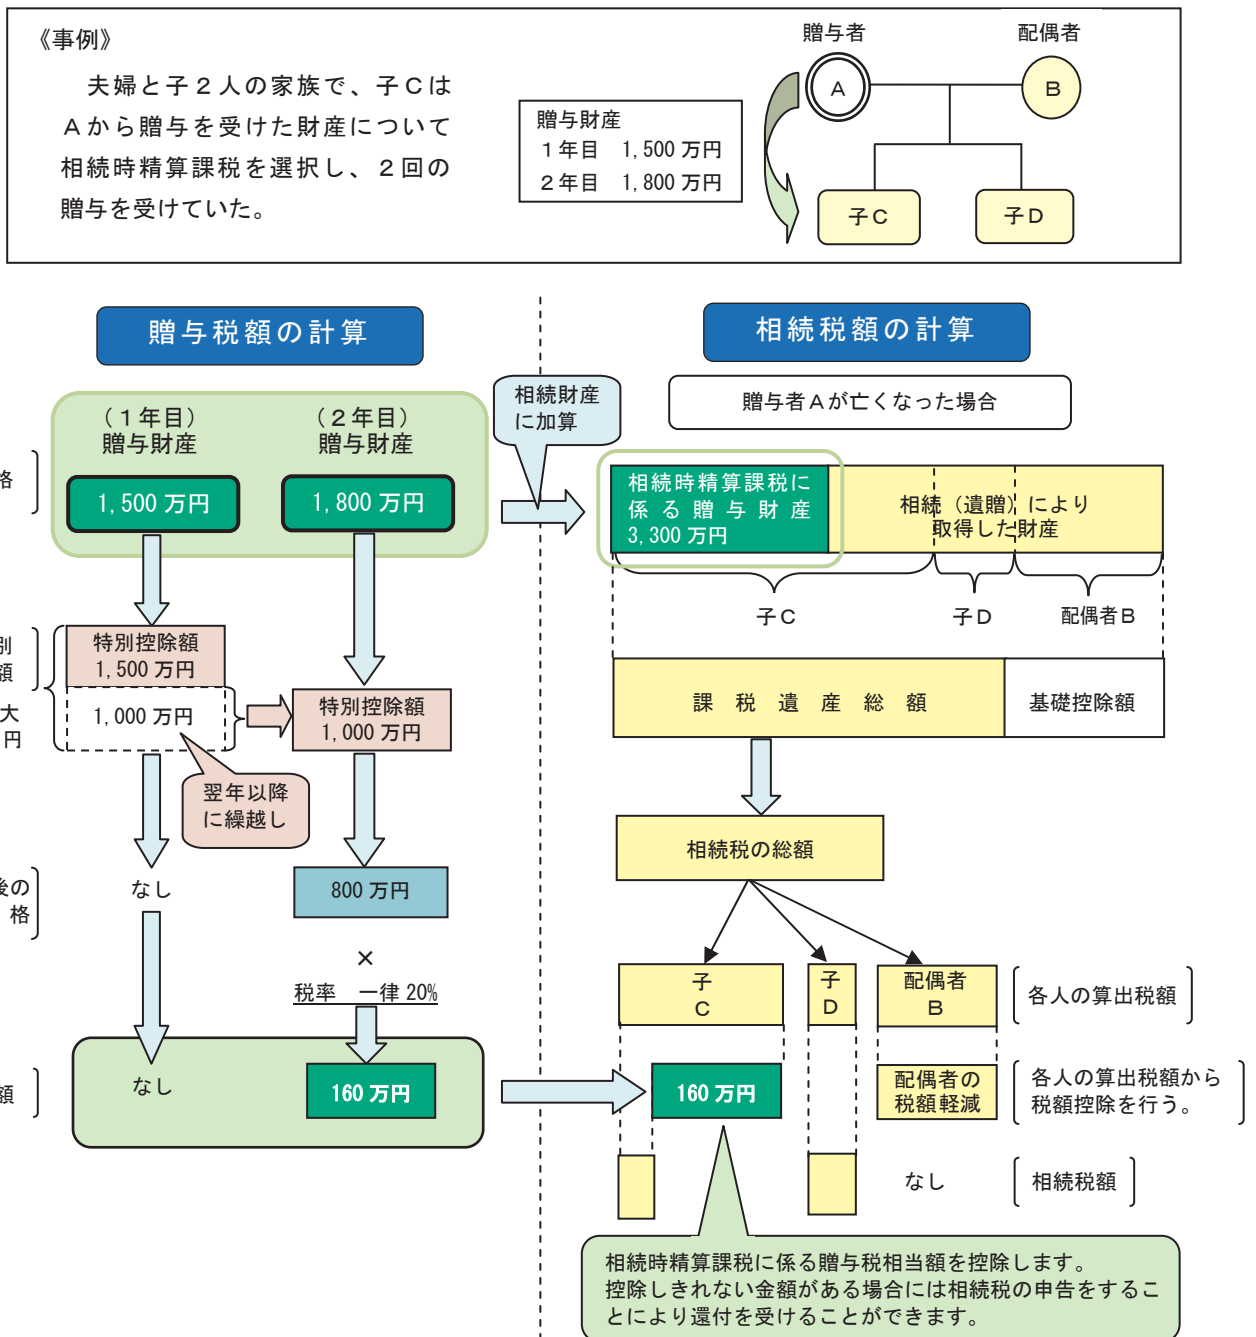 《事例》
夫婦と子２人の家族で、子Ｃは
Ａから贈与を受けた財産について
相続時精算課税を選択し、２回の
贈与を受けていた。
贈与財産
１年目　1,500 万円
２年目　1,800 万円
贈与者
配偶者
Ａ
Ｂ
子Ｃ
子Ｄ
贈与税額の計算
（１年目）
贈与財産
（２年目）
贈与財産
格
1,500 万円
1,800 万円
相続財産
に加算
別
額
大
円
特別控除額
1,500 万円
1,000 万円
特別控除額
1,000 万円
翌年以降
に繰越し
後の
格
なし
800 万円
×
税率　一律 20%
額
なし
160 万円
相続税額の計算
贈与者Ａが亡くなった場合
相続時精算課税に
係る贈与財産
3,300 万円
相続（遺贈）により
取得した財産
子Ｃ
子Ｄ
配偶者Ｂ
課税遺産総額
基礎控除額
相続税の総額
子
Ｃ
子
Ｄ
配偶者
Ｂ
各人の算出税額
160 万円
配偶者の
税額軽減
各人の算出税額から
税額控除を行う。
なし
相続税額
相続時精算課税に係る贈与税相当額を控除します。
控除しきれない金額がある場合には相続税の申告をするこ
とにより還付を受けることができます。